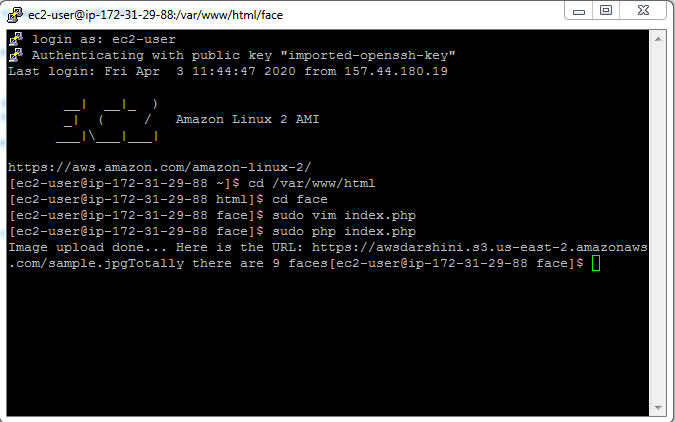 ec2-user@ip-172-31-29-88:/var/www/html/face
login as: ec2-user
Authenticating with public key "imported-openssh-key"
Last login: Fri Apr  3 11:44:47 2020 from 157.44.180.19
       __|  __|_  )
       _|  (     /   Amazon Linux 2 AMI
      ___|\___|___|
https://aws.amazon.com/amazon-linux-2/
[ec2-user@ip-172-31-29-88 ~]$ cd /var/www/html
[ec2-user@ip-172-31-29-88 html]$ cd face
[ec2-user@ip-172-31-29-88 face]$ sudo vim index.php
[ec2-user@ip-172-31-29-88 face]$ sudo php index.php
Image upload done... Here is the URL: https://awsdarshini.s3.us-east-2.amazonaws
.com/sample.jpgTotally there are 9 faces[ec2-user@ip-172-31-29-88 face]$